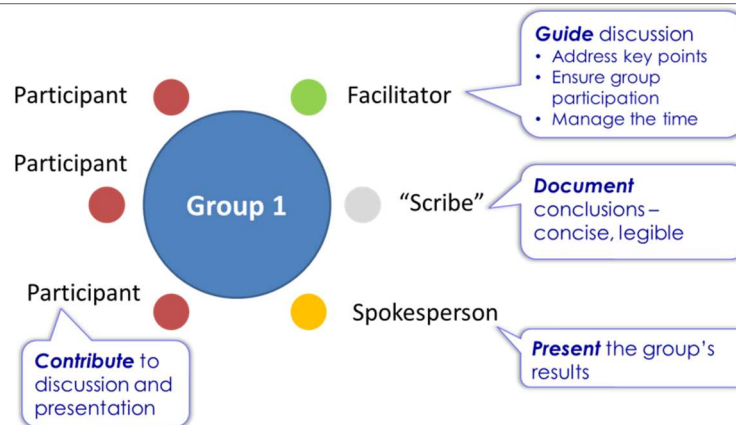 Guide discussion
• Address key points
• Ensure group
participation
• Manage the time
Participant
Facilitator
Participant
Group 1
“Scribe”
Document
conclusions –
concise, legible
Participant
Spokesperson
Contribute to
discussion and
presentation
Present the group’s
results